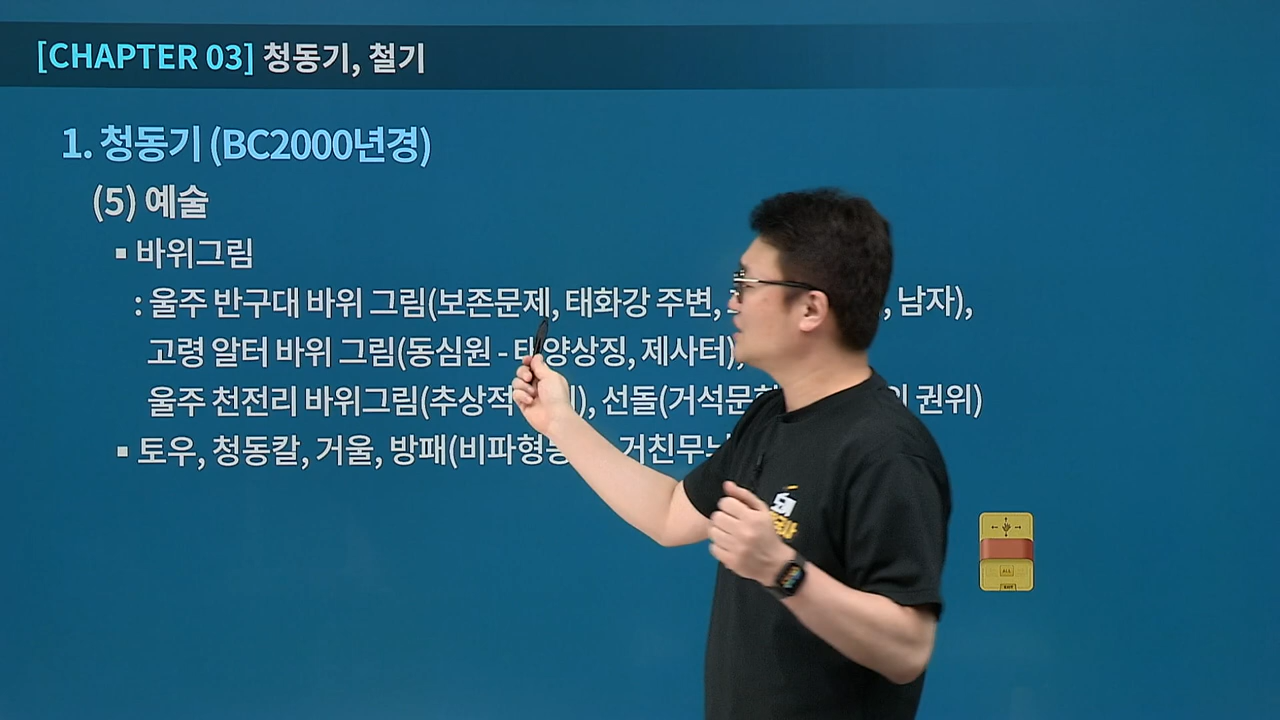 [CHAPTER 03] 청동기, 철기
1. 청동기 (BC2000년경)
(5) 예술
▪ 바위그림
: 울주 반구대 바위 그림(보존문제, 태화강 주변, , 남자),
고령 알터 바위 그림(동심원 - 태양상징, 제사터),
울주 천전리 바위그림(추상적 ), 선돌(거석문화 권위)
▪ 토우, 청동칼, 거울, 방패(비파형동 거친무늬
ALL